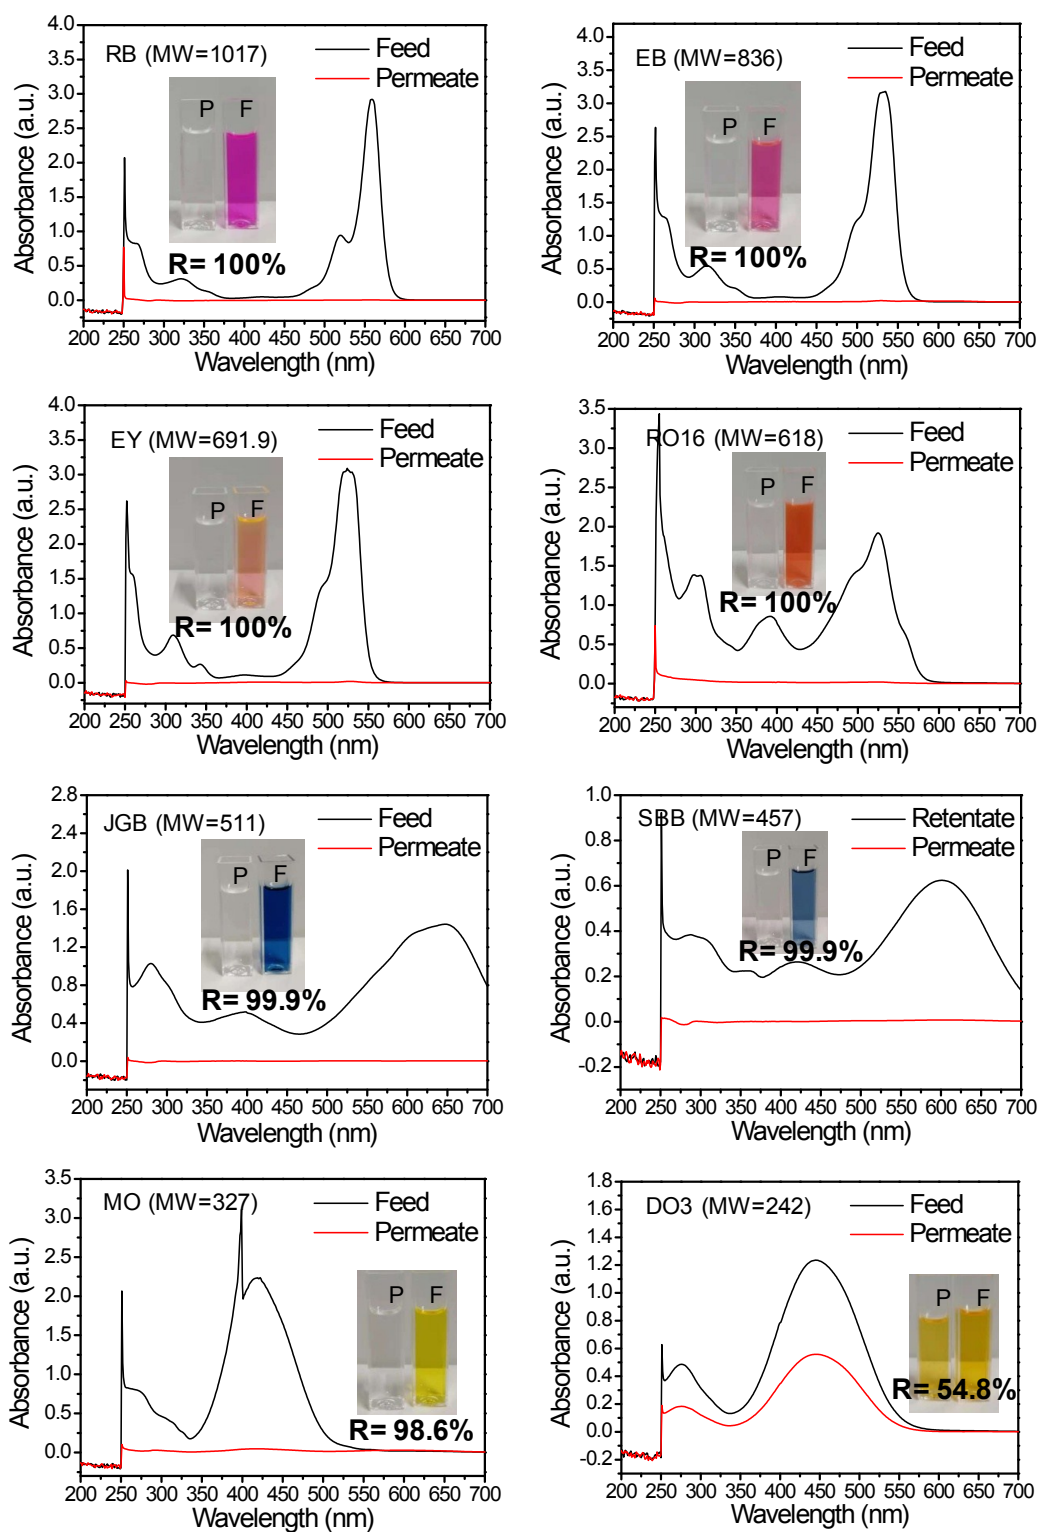 RB (MW=1017)
Feed
Permeate
P F
R= 100%
Absorbance (a.u.)
4.0
3.5
3.0
2.5
2.0
1.5
1.0
0.5
0.0
200 250 300 350 400 450 500 550 600 650 700
Wavelength (nm)
EB (MW=836)
Feed
Permeate
P F
R= 100%
Absorbance (a.u.)
4.0
3.5
3.0
2.5
2.0
1.5
1.0
0.5
0.0
200 250 300 350 400 450 500 550 600 650 700
Wavelength (nm)
EY (MW=691.9)
Feed
Permeate
P F
R= 100%
Absorbance (a.u.)
4.0
3.5
3.0
2.5
2.0
1.5
1.0
0.5
0.0
200 250 300 350 400 450 500 550 600 650 700
Wavelength (nm)
RO16 (MW=618)
Feed
Permeate
P F
R= 100%
Absorbance (a.u.)
3.5
3.0
2.5
2.0
1.5
1.0
0.5
0.0
200 250 300 350 400 450 500 550 600 650 700
Wavelength (nm)
JGB (MW=511)
Feed
Permeate
P F
R= 99.9%
Absorbance (a.u.)
2.8
2.4
2.0
1.6
1.2
0.8
0.4
0.0
200 250 300 350 400 450 500 550 600 650 700
Wavelength (nm)
SBB (MW=457)
Retentate
Permeate
P F
R= 99.9%
Absorbance (a.u.)
1.0
0.8
0.6
0.4
0.2
0.0
-0.2
200 250 300 350 400 450 500 550 600 650 700
Wavelength (nm)
MO (MW=327)
Feed
Permeate
P F
R= 98.6%
Absorbance (a.u.)
3.5
3.0
2.5
2.0
1.5
1.0
0.5
0.0
200 250 300 350 400 450 500 550 600 650 700
Wavelength (nm)
DO3 (MW=242)
Feed
Permeate
P F
R= 54.8%
Absorbance (a.u.)
1.8
1.6
1.4
1.2
1.0
0.8
0.6
0.4
0.2
0.0
-0.2
200 250 300 350 400 450 500 550 600 650 700
Wavelength (nm)